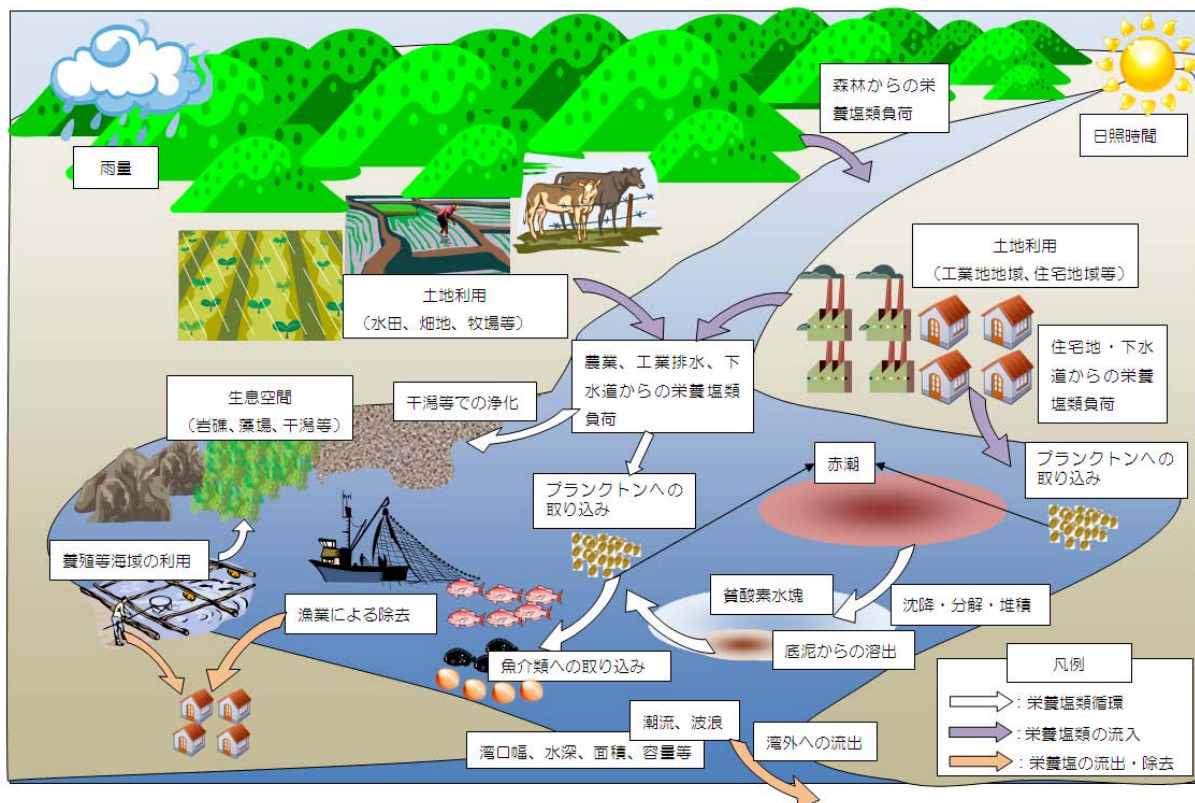 森林からの栄
養塩類負荷
日照時間
雨量
土地利用
（工業地地域、住宅地域等）
土地利用
（水田、畑地、牧場等）
住宅地・下水
道からの栄養
塩類負荷
農業、工業排水、下
水道からの栄養塩類
負荷
干潟等での浄化
生息空間
（岩礁、藻場、干潟等）
赤潮
プランクトンへの
取り込み
プランクトンへの
取り込み
養殖等海域の利用
貧酸素水塊
沈降・分解・堆積
漁業による除去
底泥からの溶出
魚介類への取り込み
潮流、波浪
湾口幅、水深、面積、容量等
湾外への流出
凡例
：栄養塩類循環
：栄養塩類の流入
：栄養塩の流出・除去